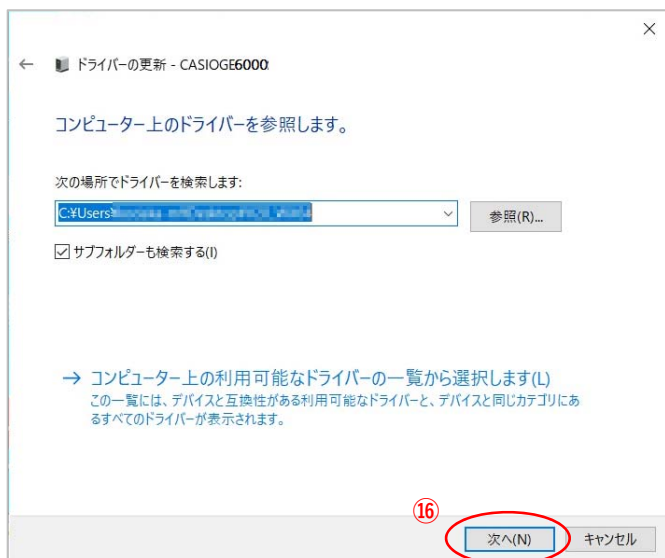 ← ドライバーの更新 - CASIOGE6000
コンピューター上のドライバーを参照します。
次の場所でドライバーを検索します:
C:¥Users¥
参照(R)...
サブフォルダーも検索する(I)
→ コンピューター上の利用可能なドライバーの一覧から選択します(L)
この一覧には、デバイスと互換性がある利用可能なドライバーと、デバイスと同じカテゴリにあ
るすべてのドライバーが表示されます。
⑯
次へ(N)
キャンセル